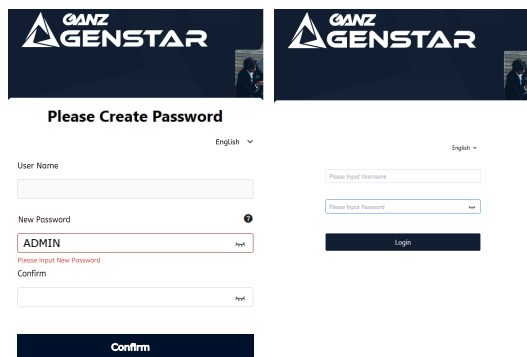 GANZ
GENSTAR
Please Create Password
English
User Name
New Password
?
ADMIN
Please Input New Password
Confirm
Confirm
GANZ
GENSTAR
English
Please Input Username
Please Input Password
Login